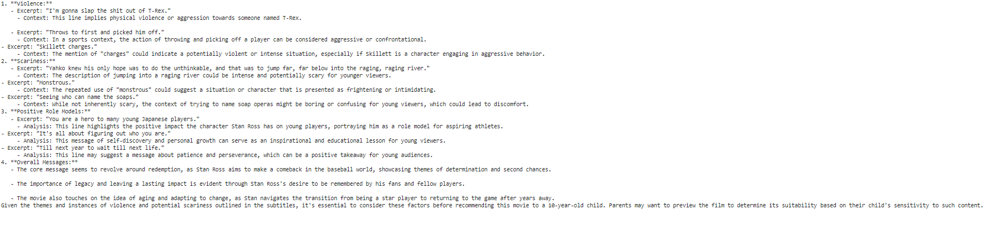 1. **Violence:**
- Excerpt: "I'm gonna slap the shit out of T-Rex."
- Context: This line implies physical violence or aggression towards someone named T-Rex.
- Excerpt: "Throws to first and picked him off."
- Context: In a sports context, the action of throwing and picking off a player can be considered aggressive or confrontational.
- Excerpt: "Skillett charges."
- Context: The mention of "charges" could indicate a potentially violent or intense situation, especially if Skillett is a character engaging in aggressive behavior.
2. **Scariness:**
- Excerpt: "Yahko knew his only hope was to do the unthinkable, and that was to jump far, far below into the raging, raging river."
- Context: The description of jumping into a raging river could be intense and potentially scary for younger viewers.
- Excerpt: "Monstrous."
- Context: The repeated use of "monstrous" could suggest a situation or character that is presented as frightening or intimidating.
- Excerpt: "Seeing who can name the soaps."
- Context: While not inherently scary, the context of trying to name soap operas might be boring or confusing for young viewers, which could lead to discomfort.
3. **Positive Role Models:**
- Excerpt: "You are a hero to many young Japanese players."
- Analysis: This line highlights the positive impact the character Stan Ross has on young players, portraying him as a role model for aspiring athletes.
- Excerpt: "It's all about figuring out who you are."
- Analysis: This message of self-discovery and personal growth can serve as an inspirational and educational lesson for young viewers.
- Excerpt: "Till next year to wait till next life."
- Analysis: This line may suggest a message about patience and perseverance, which can be a positive takeaway for young audiences.
4. **Overall Messages:**
- The core message seems to revolve around redemption, as Stan Ross aims to make a comeback in the baseball world, showcasing themes of determination and second chances.
- The importance of legacy and leaving a lasting impact is evident through Stan Ross's desire to be remembered by his fans and fellow players.
- The movie also touches on the idea of aging and adapting to change, as Stan navigates the transition from being a star player to returning to the game after years away.
Given the themes and instances of violence and potential scariness outlined in the subtitles, it's essential to consider these factors before recommending this movie to a 10-year-old child. Parents may want to preview the film to determine its suitability based on their child's sensitivity to such content.